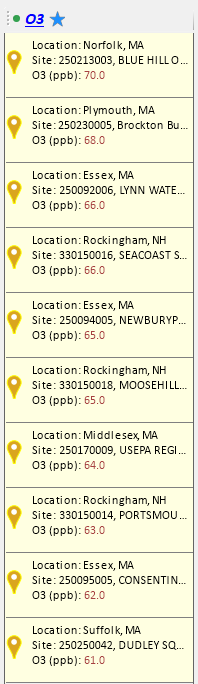 O3
Location: Norfolk, MA
Site: 250213003, BLUE HILL O...
O3 (ppb): 70.0
Location: Plymouth, MA
Site: 250230005, Brockton Bu...
O3 (ppb): 68.0
Location: Essex, MA
Site: 250092006, LYNN WATE...
O3 (ppb): 66.0
Location: Rockingham, NH
Site: 330150016, SEACOAST S...
O3 (ppb): 66.0
Location: Essex, MA
Site: 250094005, NEWBURYP...
O3 (ppb): 65.0
Location: Rockingham, NH
Site: 330150018, MOOSEHILL...
O3 (ppb): 65.0
Location: Middlesex, MA
Site: 250170009, USEPA REGI...
O3 (ppb): 64.0
Location: Rockingham, NH
Site: 330150014, PORTSMOU...
O3 (ppb): 63.0
Location: Essex, MA
Site: 250095005, CONSENTIN...
O3 (ppb): 62.0
Location: Suffolk, MA
Site: 250250042, DUDLEY SQ...
O3 (ppb): 61.0